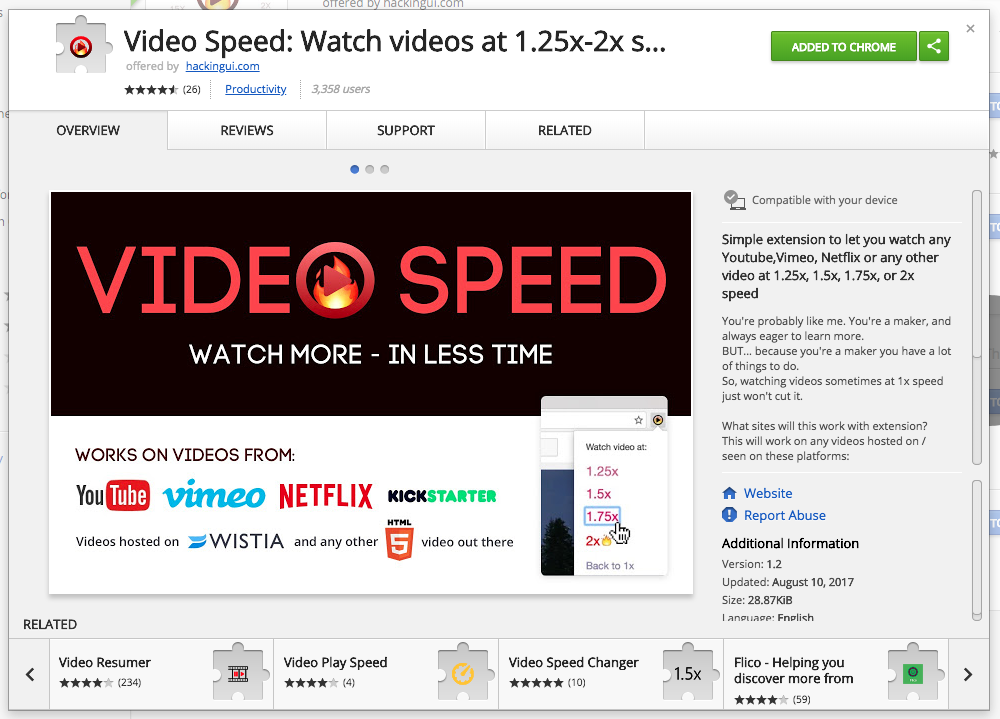 offered by hackingui.com
Video Speed: Watch videos at 1.25x-2x s...
offered by hackingui.com
(26)
Productivity
3,358 users
ADDED TO CHROME
OVERVIEW
REVIEWS
SUPPORT
RELATED
VIDEO SPEED
WATCH MORE - IN LESS TIME
WORKS ON VIDEOS FROM:
YouTube vimeo NETFLIX KICKSTARTER
Videos hosted on WISTIA and any other HTML 5 video out there
Watch video at:
1.25x
1.5x
1.75x
2x🔥
Back to 1x
Compatible with your device
Simple extension to let you watch any
Youtube,Vimeo, Netflix or any other
video at 1.25x, 1.5x, 1.75x, or 2x
speed
You're probably like me. You're a maker, and
always eager to learn more.
BUT... because you're a maker you have a lot
of things to do.
So, watching videos sometimes at 1x speed
just won't cut it.
What sites will this work with extension?
This will work on any videos hosted on /
seen on these platforms:
Website
Report Abuse
Additional Information
Version: 1.2
Updated: August 10, 2017
Size: 28.87KiB
Language: English
RELATED
Video Resumer
(234)
Video Play Speed
(4)
Video Speed Changer
(10)
1.5x
Flico - Helping you
discover more from
(59)